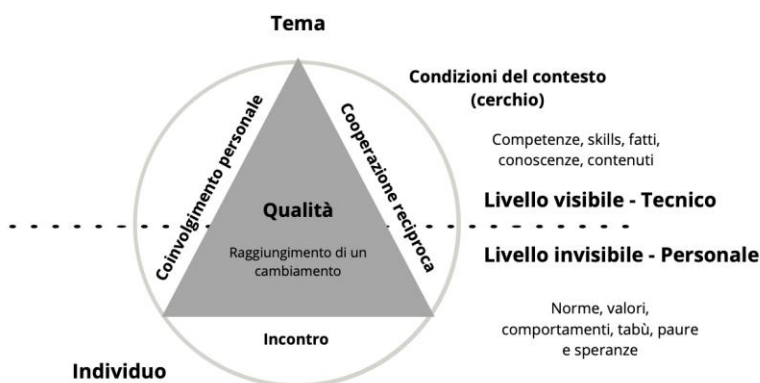 Tema
Condizioni del contesto
(cerchio)
Coinvolgimento personale
Cooperazione reciproca
Competenze, skills, fatti,
conoscenze, contenuti
Livello visibile - Tecnico
Qualità
Raggiungimento di un
cambiamento
Livello invisibile - Personale
Norme, valori,
comportamenti, tabù, paure
e speranze
Incontro
Individuo